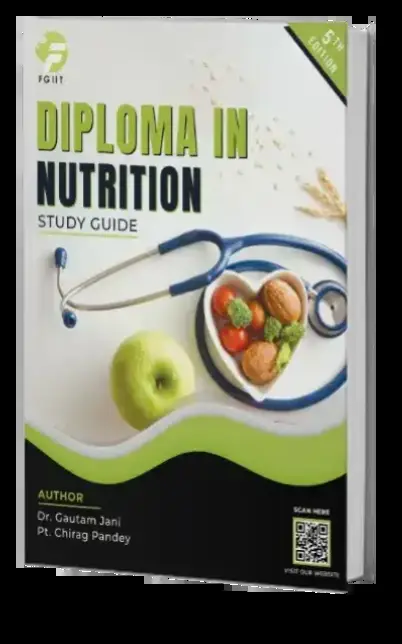 5TH
EDITION
FGIIT
DIPLOMA IN
NUTRITION
STUDY GUIDE
AUTHOR
Dr. Gautam Jani
Pt. Chirag Pandey
SCAN HERE
VISIT OUR WEBSITE